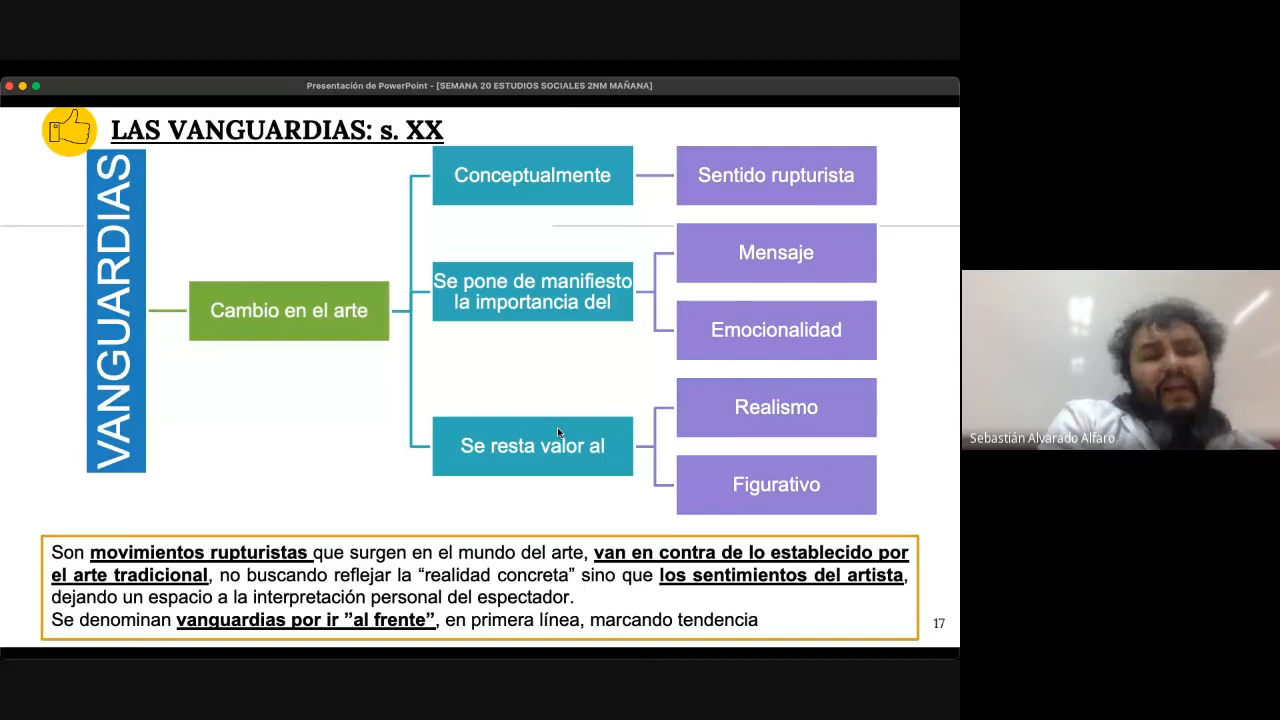 Presentación de PowerPoint - [SEMANA 20 ESTUDIOS SOCIALES 2NM MAÑANA]
LAS VANGUARDIAS: s. XX
VANGUARDIAS
Cambio en el arte
Conceptualmente
Sentido rupturista
Se pone de manifiesto
la importancia del
Mensaje
Emocionalidad
Se resta valor al
Realismo
Figurativo
Son movimientos rupturistas que surgen en el mundo del arte, van en contra de lo establecido por
el arte tradicional, no buscando reflejar la “realidad concreta” sino que los sentimientos del artista,
dejando un espacio a la interpretación personal del espectador.
Se denominan vanguardias por ir ”al frente”, en primera línea, marcando tendencia
17
Sebastián Alvarado Alfaro